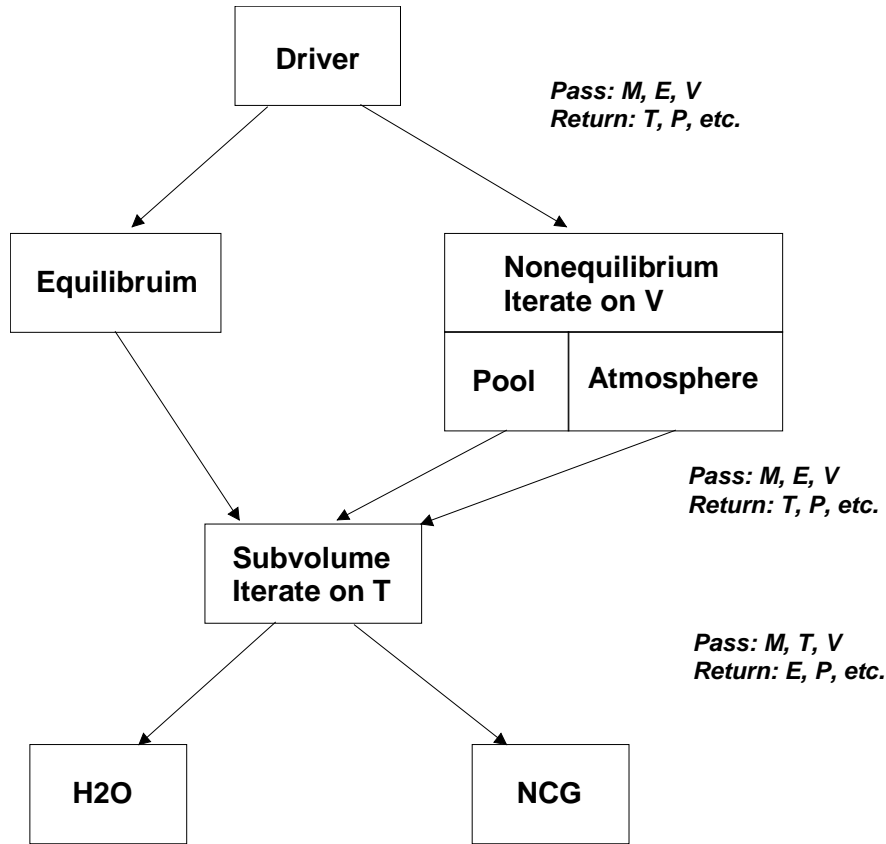 Driver
Pass: M, E, V
Return: T, P, etc.
Equilibruim
Nonequilibrium
Iterate on V
Pool
Atmosphere
Pass: M, E, V
Return: T, P, etc.
Subvolume
Iterate on T
Pass: M, T, V
Return: E, P, etc.
H2O
NCG